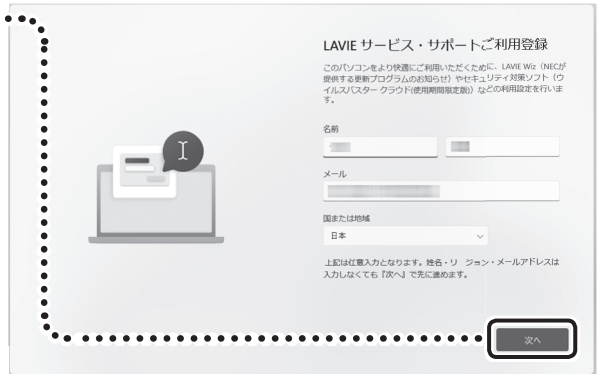 LAVIE サービス・サポートご利用登録
このパソコンをより快適にご利用いただくために、LAVIE Wiz（NECが
提供する更新プログラムのお知らせ）やセキュリティ対策ソフト（ウ
イルスバスター クラウド(使用期間限定版)）などの利用設定を行いま
す。
名前
メール
国または地域
日本
上記は任意入力となります。姓名・リ ジョン・メールアドレスは
入力しなくても『次へ』で先に進めます。
次へ